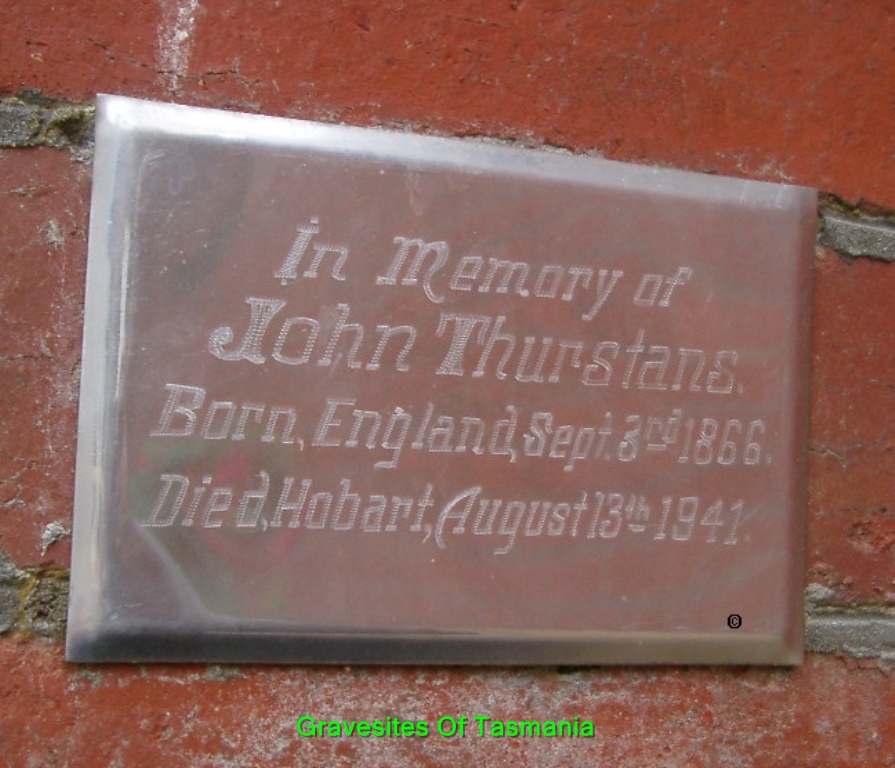 In Memory of
John Thurstans.
Born, England, Sept. 3rd 1866.
Died, Hobart, August 13th 1941.
©
Gravesites Of Tasmania